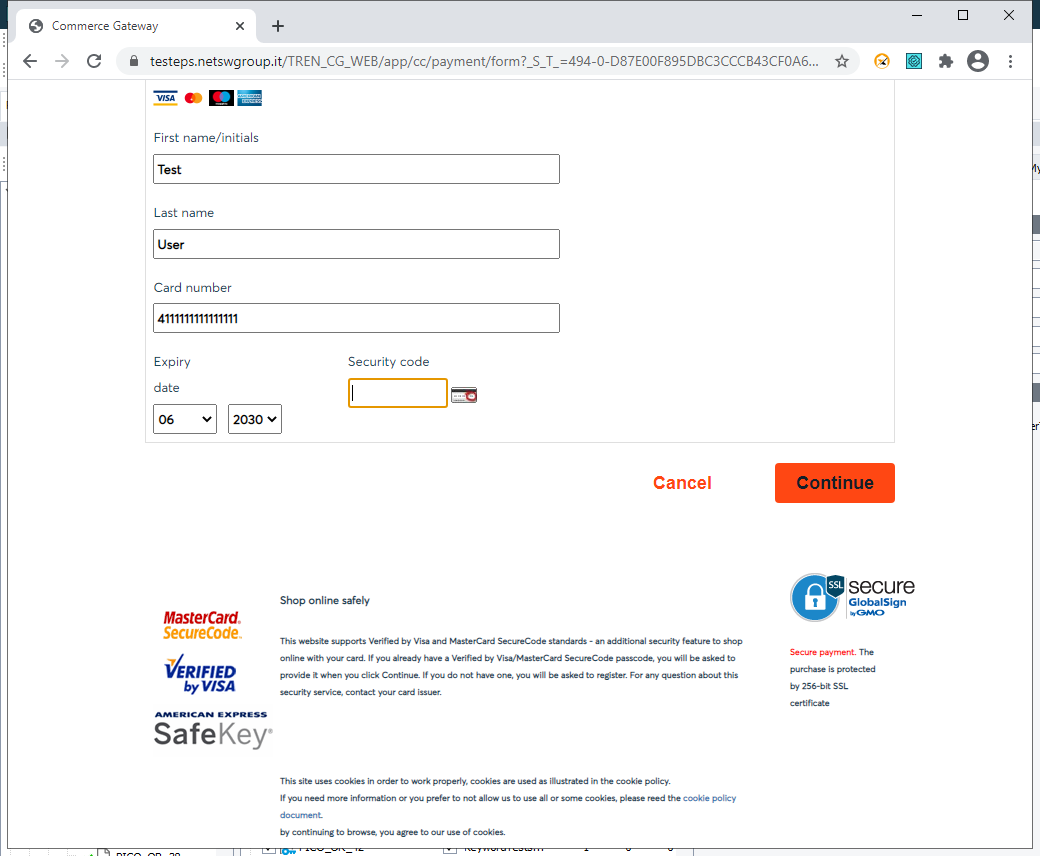 Commerce Gateway
testeps.netswgroup.it/TREN_CG_WEB/app/cc/payment/form?_S_T_=494-0-D87E00F895DBC3CCCB43CF0A6...
VISA AMERICAN EXPRESS
First name/initials
Test
Last name
User
Card number
4111111111111111
Expiry
date
Security code
06 2030
Cancel Continue
MasterCard.
SecureCode.
VERIFIED
by VISA
AMERICAN EXPRESS
SafeKey®
Shop online safely
This website supports Verified by Visa and MasterCard SecureCode standards - an additional security feature to shop
online with your card. If you already have a Verified by Visa/MasterCard SecureCode passcode, you will be asked to
provide it when you click Continue. If you do not have one, you will be asked to register. For any question about this
security service, contact your card issuer.
SSL secure
GlobalSign
by GMO
Secure payment. The
purchase is protected
by 256-bit SSL
certificate
This site uses cookies in order to work properly, cookies are used as illustrated in the cookie policy.
If you need more information or you prefer to not allow us to use all or some cookies, please reed the cookie policy
document.
by continuing to browse, you agree to our use of cookies.